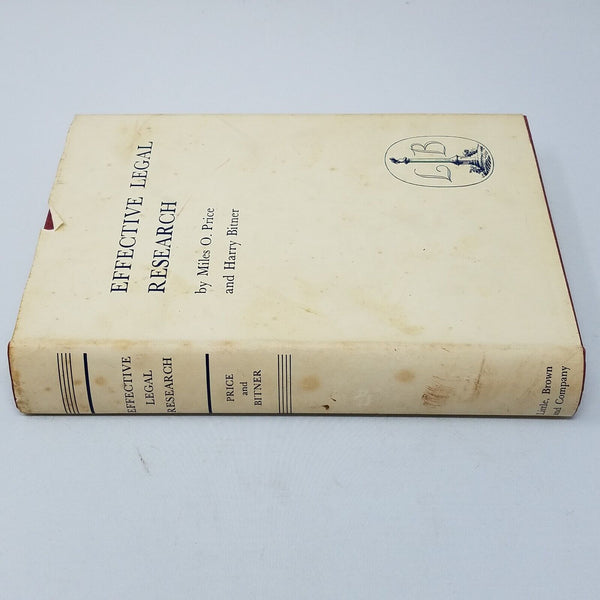 EFFECTIVE LEGAL
RESEARCH
by Miles O. Price
and Harry Bitner
L B
EFFECTIVE
LEGAL
RESEARCH
PRICE
and
BITNER
Little, Brown
and Company